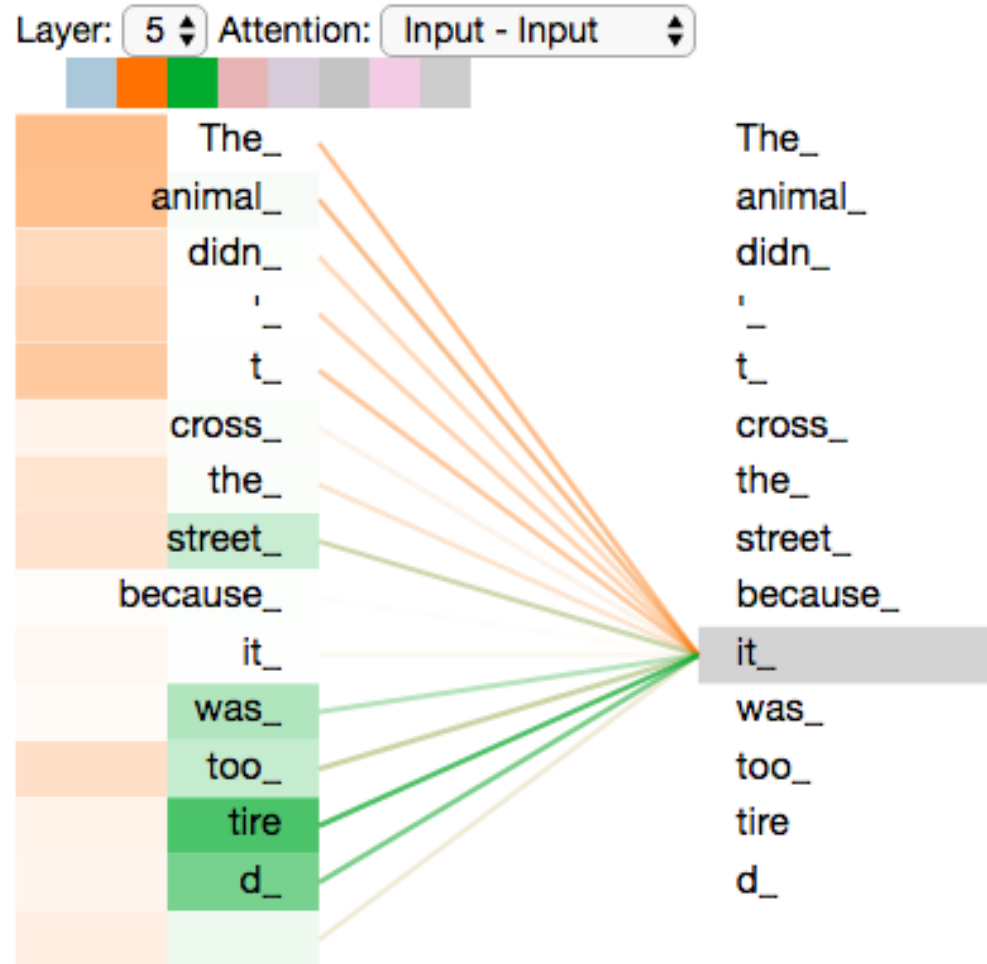 Layer: 5 Attention: Input - Input
The_ The_
animal_ animal_
didn_ didn_
'_ '_
t_ t_
cross_ cross_
the_ the_
street_ street_
because_ because_
it_ it_
was_ was_
too_ too_
tire tire
d_ d_